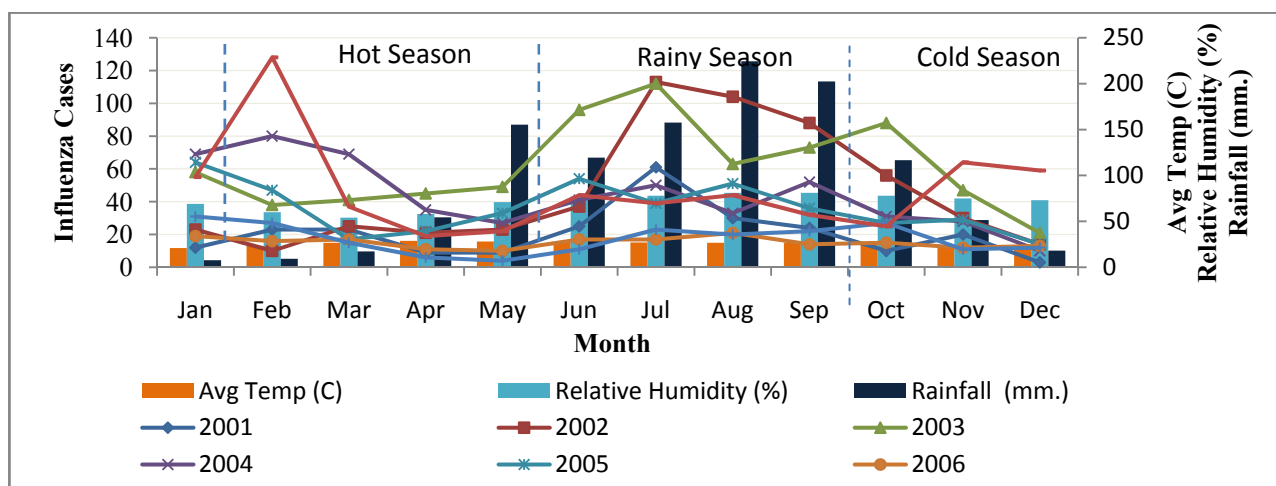 Hot Season Rainy Season Cold Season
Influenza Cases
140
120
100
80
60
40
20
0
250
200
150
100
50
0
Avg Temp (C)
Relative Humidity (%)
Rainfall (mm.)
Jan Feb Mar Apr May Jun Jul Aug Sep Oct Nov Dec
Month
Avg Temp (C) Relative Humidity (%) Rainfall (mm.)
2001 2002 2003
2004 2005 2006